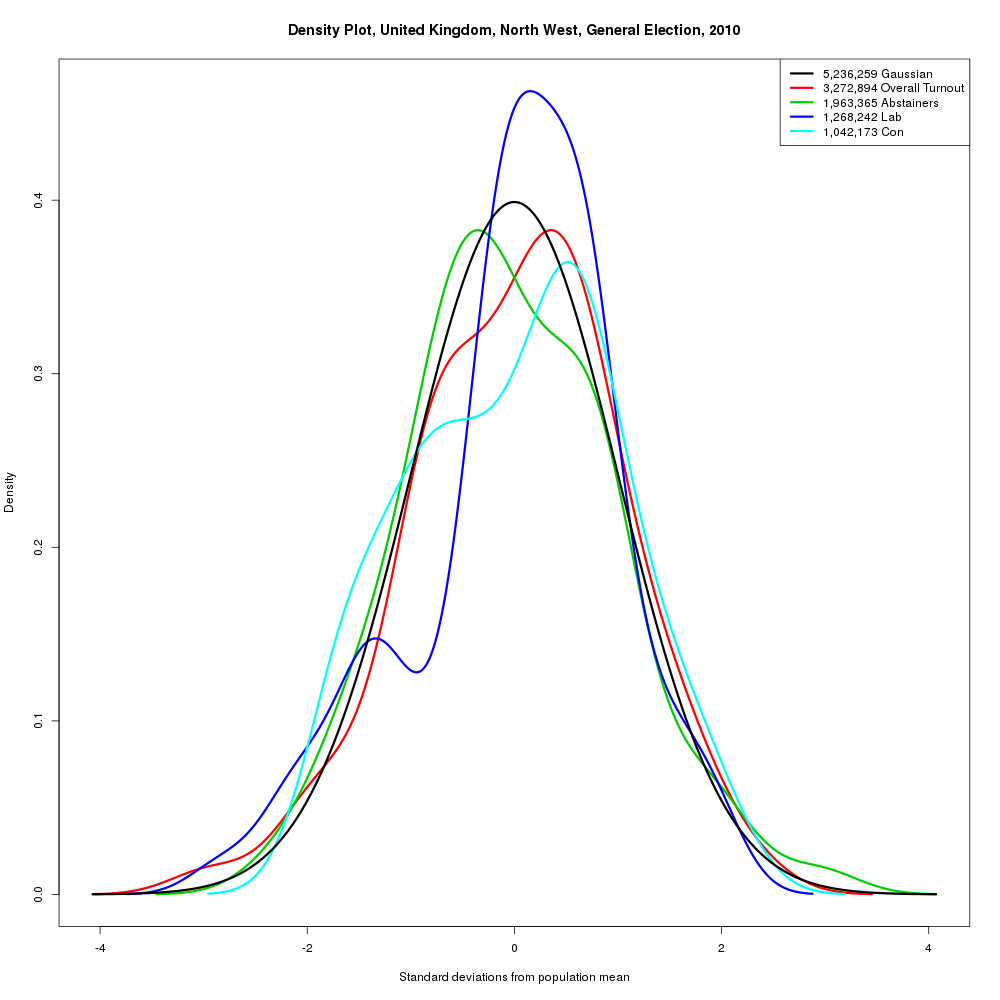 Density Plot, United Kingdom, North West, General Election, 2010
5,236,259 Gaussian
3,272,894 Overall Turnout
1,963,365 Abstainers
1,268,242 Lab
1,042,173 Con
Density
0.4
0.3
0.2
0.1
0.0
-4 -2 0 2 4
Standard deviations from population mean